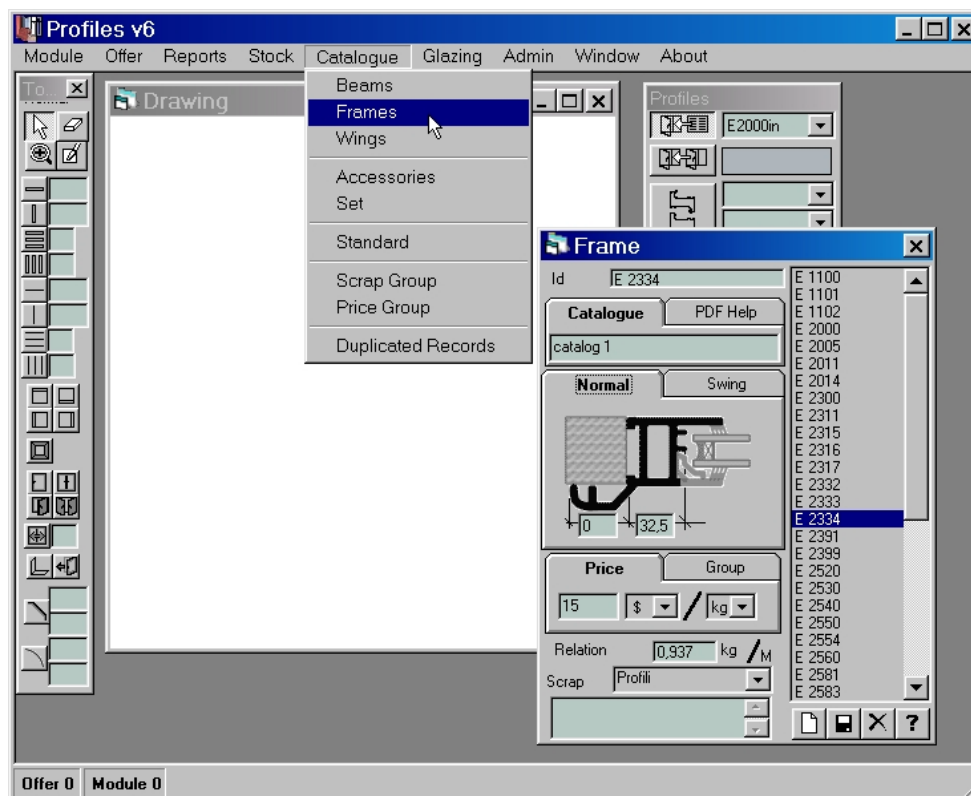 Profiles v6
Module Offer Reports Stock Catalogue Glazing Admin Window About
To...
Drawing
Beams
Frames
Wings
Accessories
Set
Standard
Scrap Group
Price Group
Duplicated Records
Profiles
E2000in
Frame
Id E 2334
Catalogue PDF Help
catalog 1
Normal Swing
0 32,5
Price Group
15 $ / kg
Relation 0,937 kg / M
Scrap Profili
E 1100
E 1101
E 1102
E 2000
E 2005
E 2011
E 2014
E 2300
E 2311
E 2315
E 2316
E 2317
E 2332
E 2333
E 2334
E 2391
E 2399
E 2520
E 2530
E 2540
E 2550
E 2554
E 2560
E 2581
E 2583
?
Offer 0 Module 0